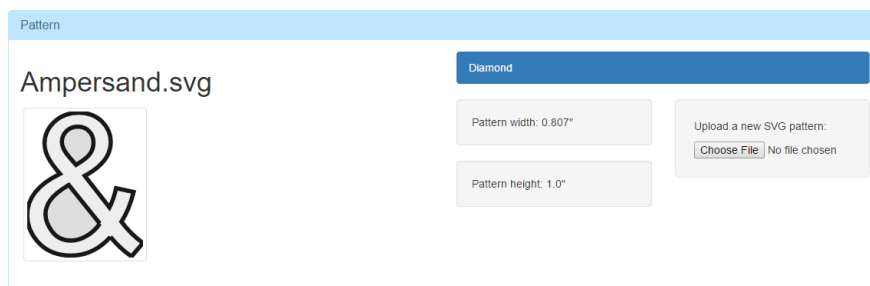 Pattern
Ampersand.svg
&
Diamond
Pattern width: 0.807"
Pattern height: 1.0"
Upload a new SVG pattern:
Choose File No file chosen